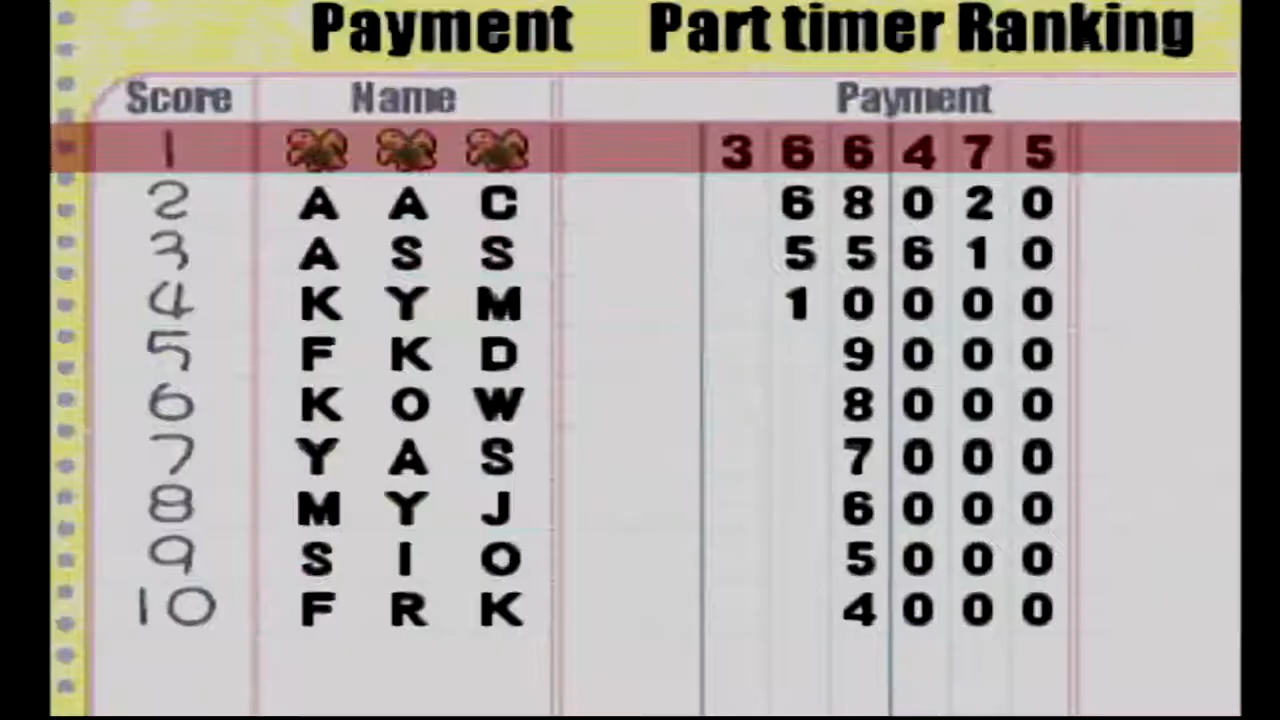 Payment Part timer Ranking
Score Name Payment
1 366475
2 A A C 68020
3 A S S 55610
4 K Y M 10000
5 F K D 9000
6 K O W 8000
7 Y A S 7000
8 M Y J 6000
9 S I O 5000
10 F R K 4000